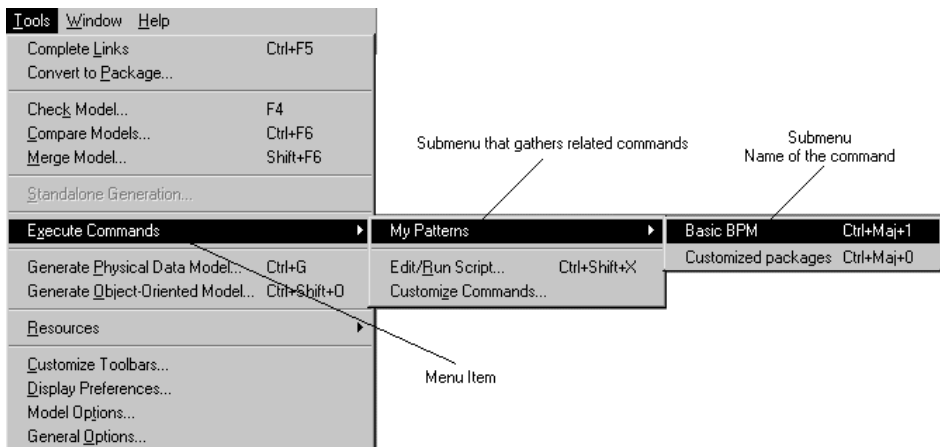 Tools Window Help
Complete Links Ctrl+F5
Convert to Package...
Check Model... F4
Compare Models... Ctrl+F6
Merge Model... Shift+F6
Standalone Generation...
Execute Commands
Generate Physical Data Model... Ctrl+G
Generate Object-Oriented Model... Ctrl+Shift+O
Resources
Customize Toolbars...
Display Preferences...
Model Options...
General Options...
Submenu that gathers related commands
My Patterns
Edit/Run Script... Ctrl+Shift+X
Customize Commands...
Submenu
Name of the command
Basic BPM Ctrl+Maj+1
Customized packages Ctrl+Maj+0
Menu Item